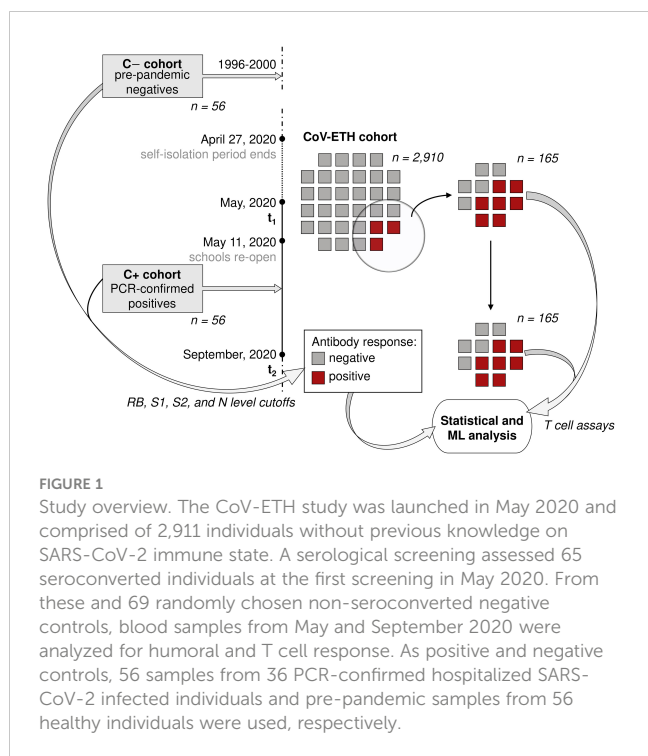 C− cohort
pre-pandemic
negatives
n = 56
1996-2000
April 27, 2020
self-isolation period ends
May, 2020
t1
May 11, 2020
schools re-open
C+ cohort
PCR-confirmed
positives
n = 56
September, 2020
t2
RB, S1, S2, and N level cutoffs
CoV-ETH cohort
n = 2,910
n = 165
n = 165
Antibody response:
negative
positive
Statistical and
ML analysis
T cell assays
FIGURE 1
Study overview. The CoV-ETH study was launched in May 2020 and
comprised of 2,911 individuals without previous knowledge on
SARS-CoV-2 immune state. A serological screening assessed 65
seroconverted individuals at the first screening in May 2020. From
these and 69 randomly chosen non-seroconverted negative
controls, blood samples from May and September 2020 were
analyzed for humoral and T cell response. As positive and negative
controls, 56 samples from 36 PCR-confirmed hospitalized SARS-
CoV-2 infected individuals and pre-pandemic samples from 56
healthy individuals were used, respectively.